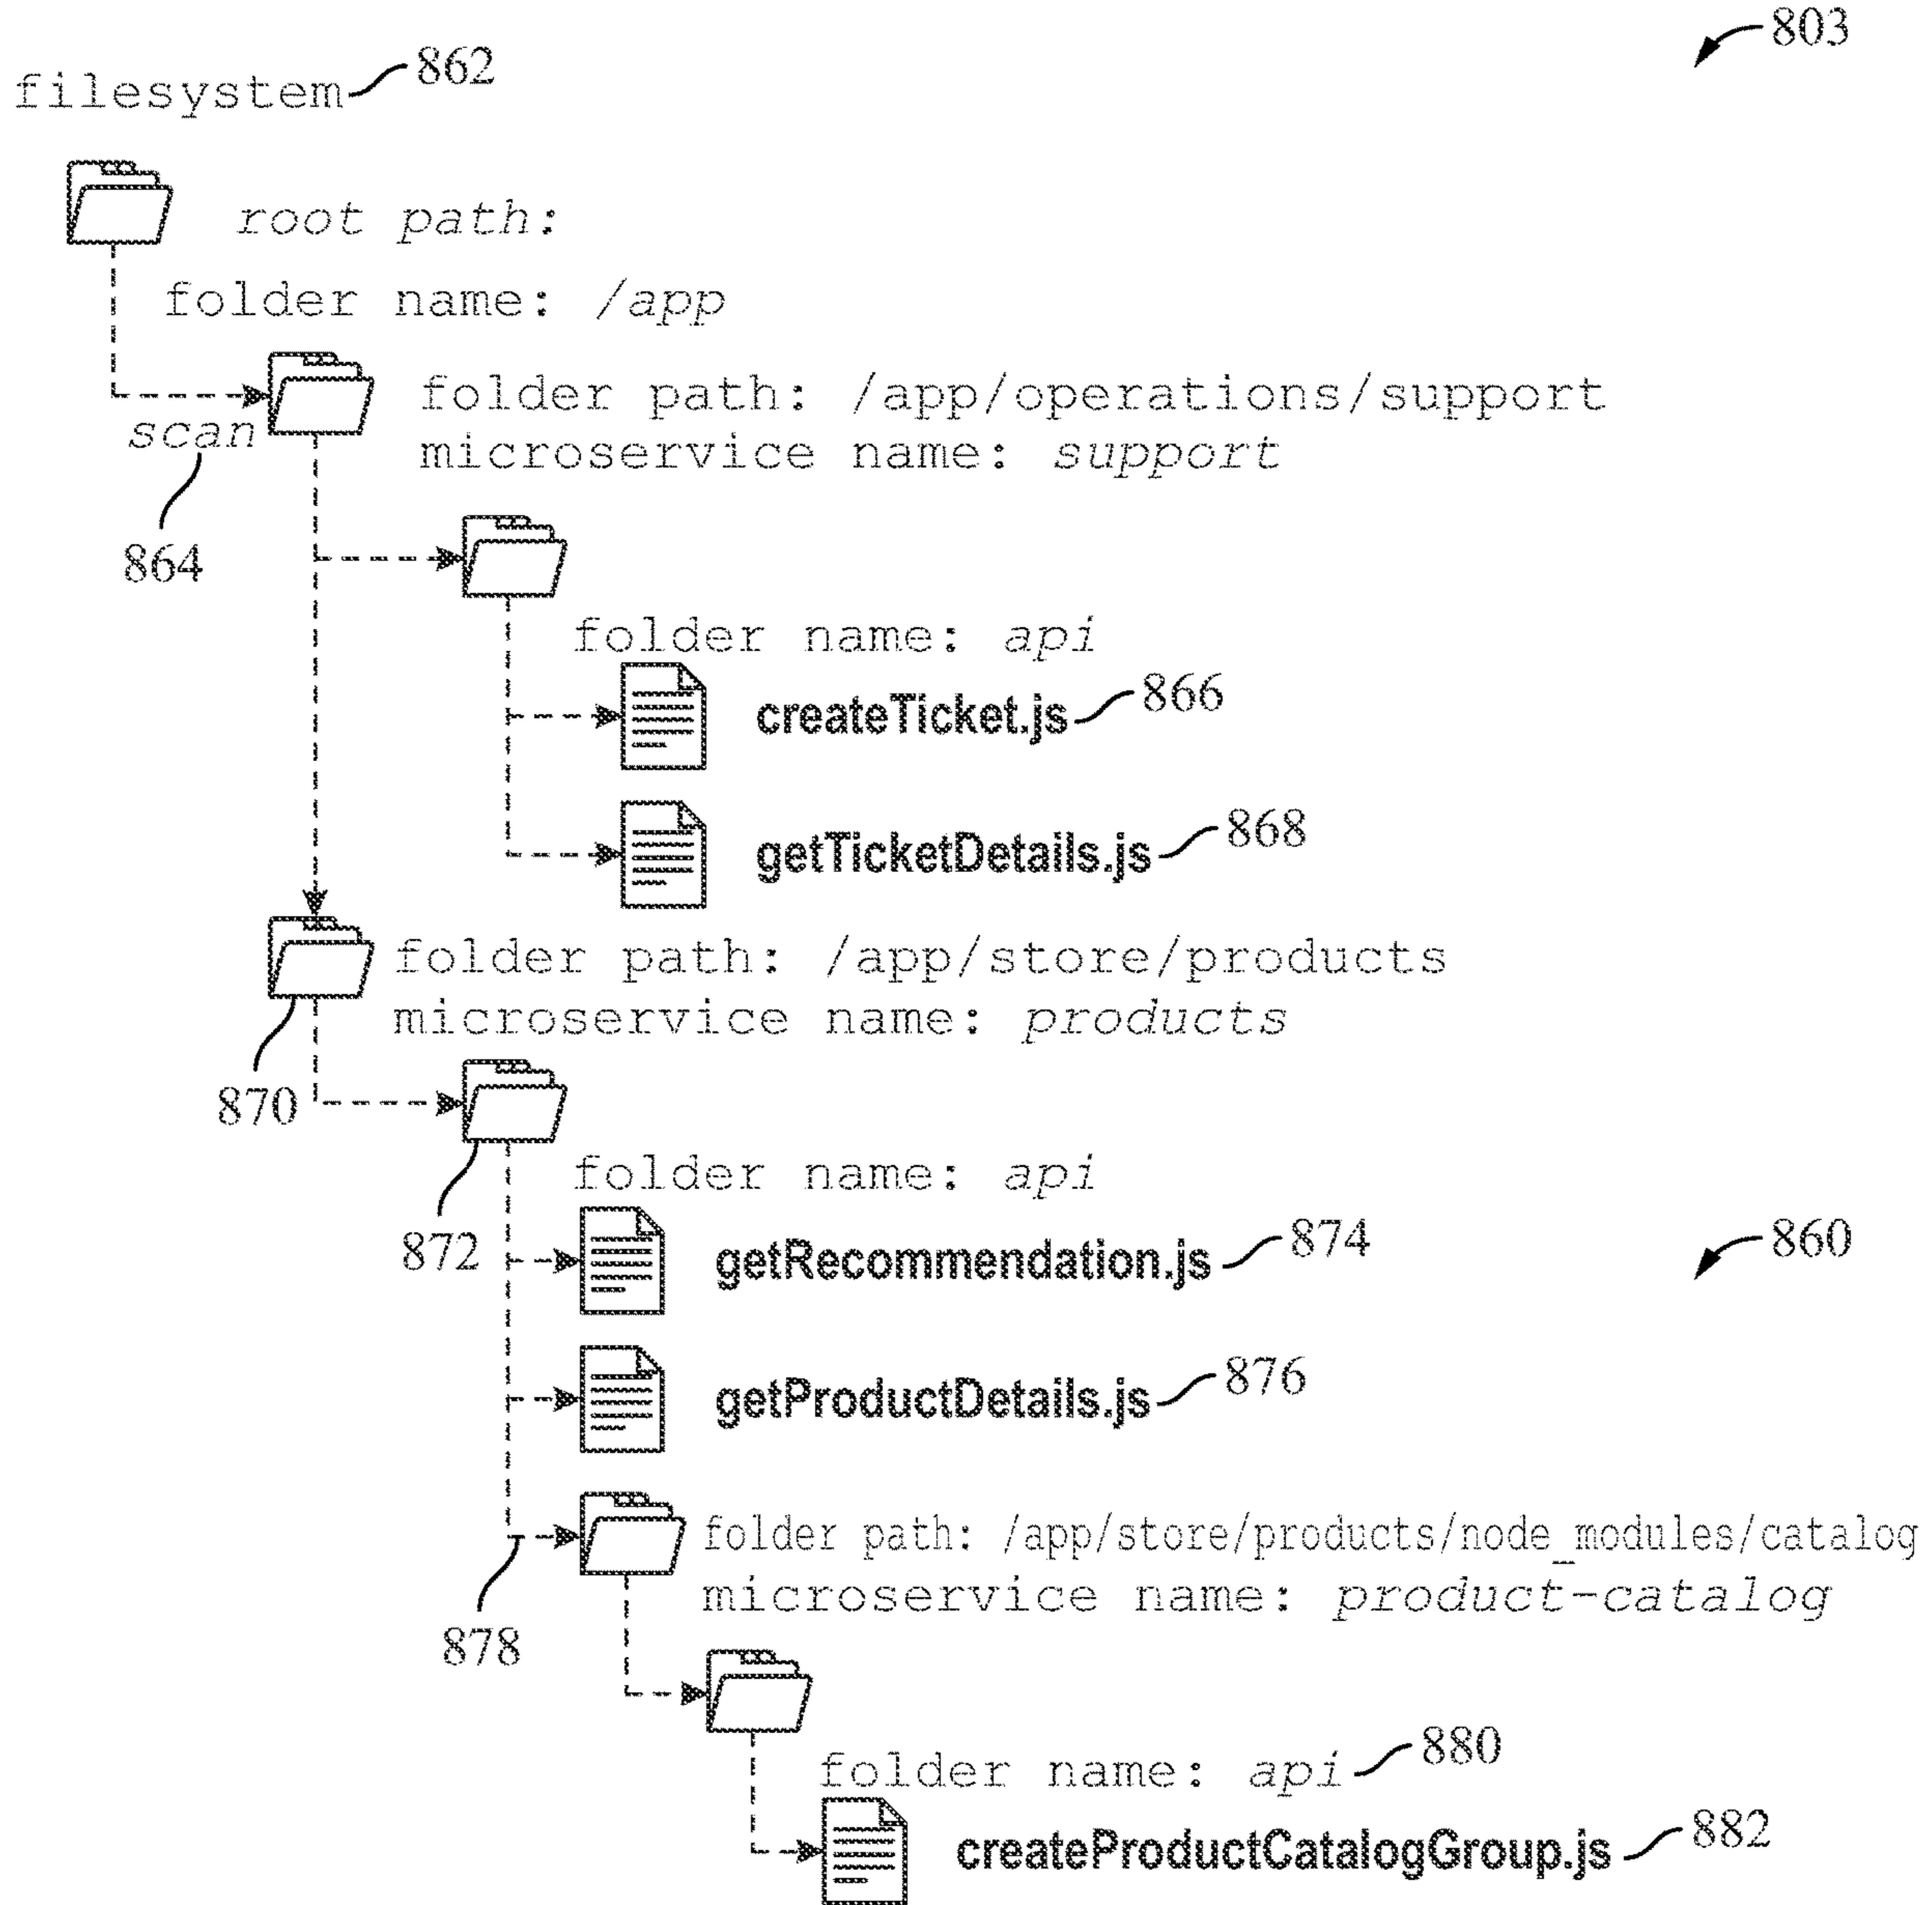 803
filesystem 862
root path:
folder name: /app
folder path: /app/operations/support
scan
microservice name: support
864
folder name: api
createTicket.js 866
getTicketDetails.js 868
folder path: /app/store/products
microservice name: products
870
folder name: api
872
getRecommendation.js 874
860
getProductDetails.js 876
folder path: /app/store/products/node_modules/catalog
microservice name: product-catalog
878
folder name: api 880
createProductCatalogGroup.js 882